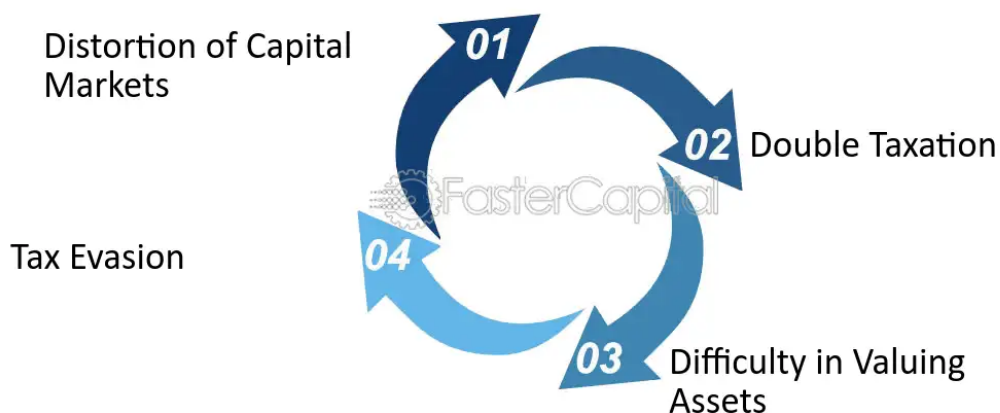 01
Distortion of Capital
Markets
02
Double Taxation
FasterCapital
04
Tax Evasion
03
Difficulty in Valuing
Assets